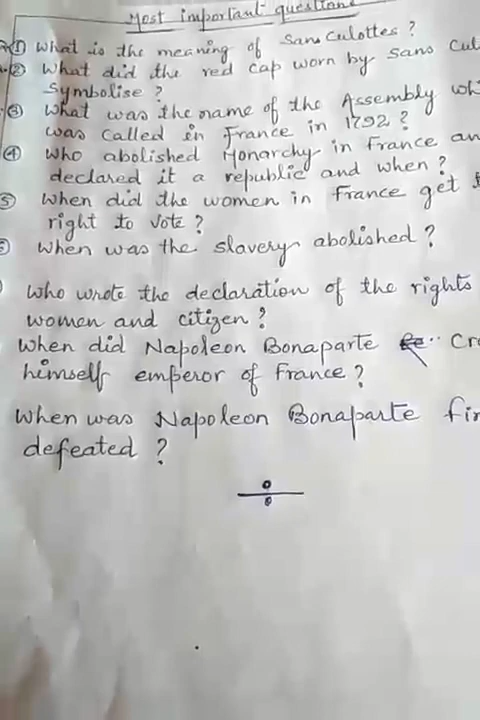 Most important questions
① What is the meaning of Sans Culottes ?
② What did the red cap worn by Sans Cul
symbolise ?
③ What was the name of the Assembly wh
was called in France in 1792 ?
④ Who abolished Monarchy in France an
declared it a republic and when ?
⑤ When did the women in France get
right to vote ?
When was the slavery abolished ?
Who wrote the declaration of the rights
women and citizen ?
When did Napoleon Bonaparte Cro
himself emperor of France ?
When was Napoleon Bonaparte fin
defeated ?